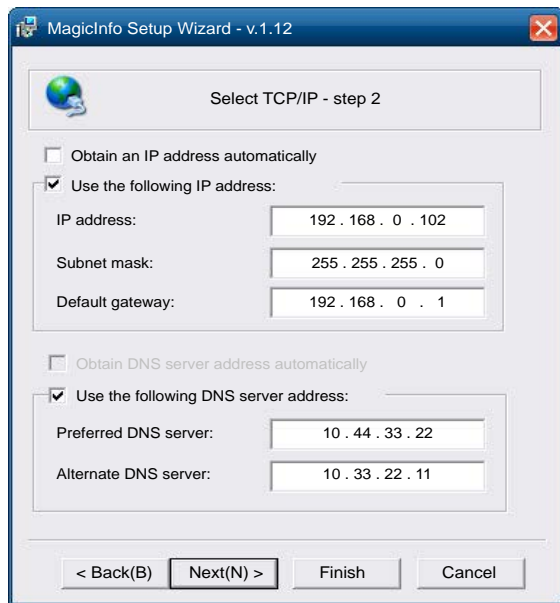 MagicInfo Setup Wizard - v.1.12
Select TCP/IP - step 2
Obtain an IP address automatically
Use the following IP address:
IP address: 192 . 168 . 0 . 102
Subnet mask: 255 . 255 . 255 . 0
Default gateway: 192 . 168 . 0 . 1
Obtain DNS server address automatically
Use the following DNS server address:
Preferred DNS server: 10 . 44 . 33 . 22
Alternate DNS server: 10 . 33 . 22 . 11
< Back(B) Next(N) > Finish Cancel